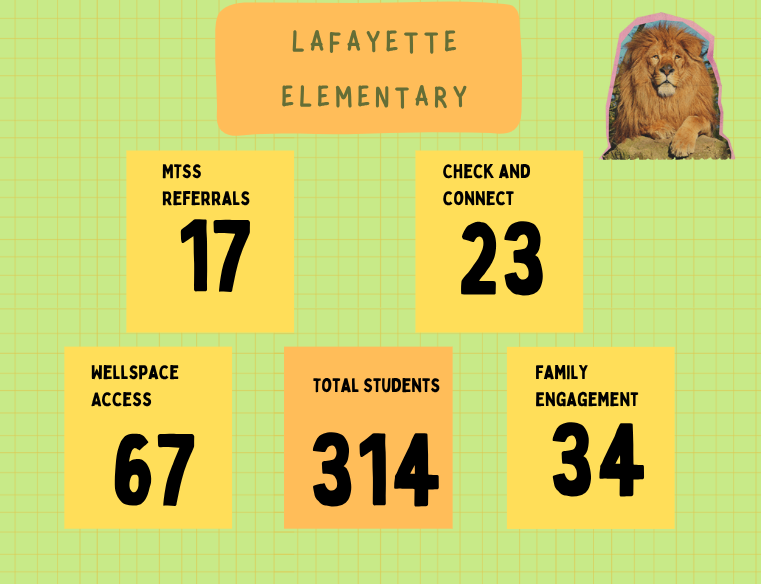 LAFAYETTE
ELEMENTARY
MTSS
REFERRALS
17
CHECK AND
CONNECT
23
WELLSPACE
ACCESS
67
TOTAL STUDENTS
314
FAMILY
ENGAGEMENT
34